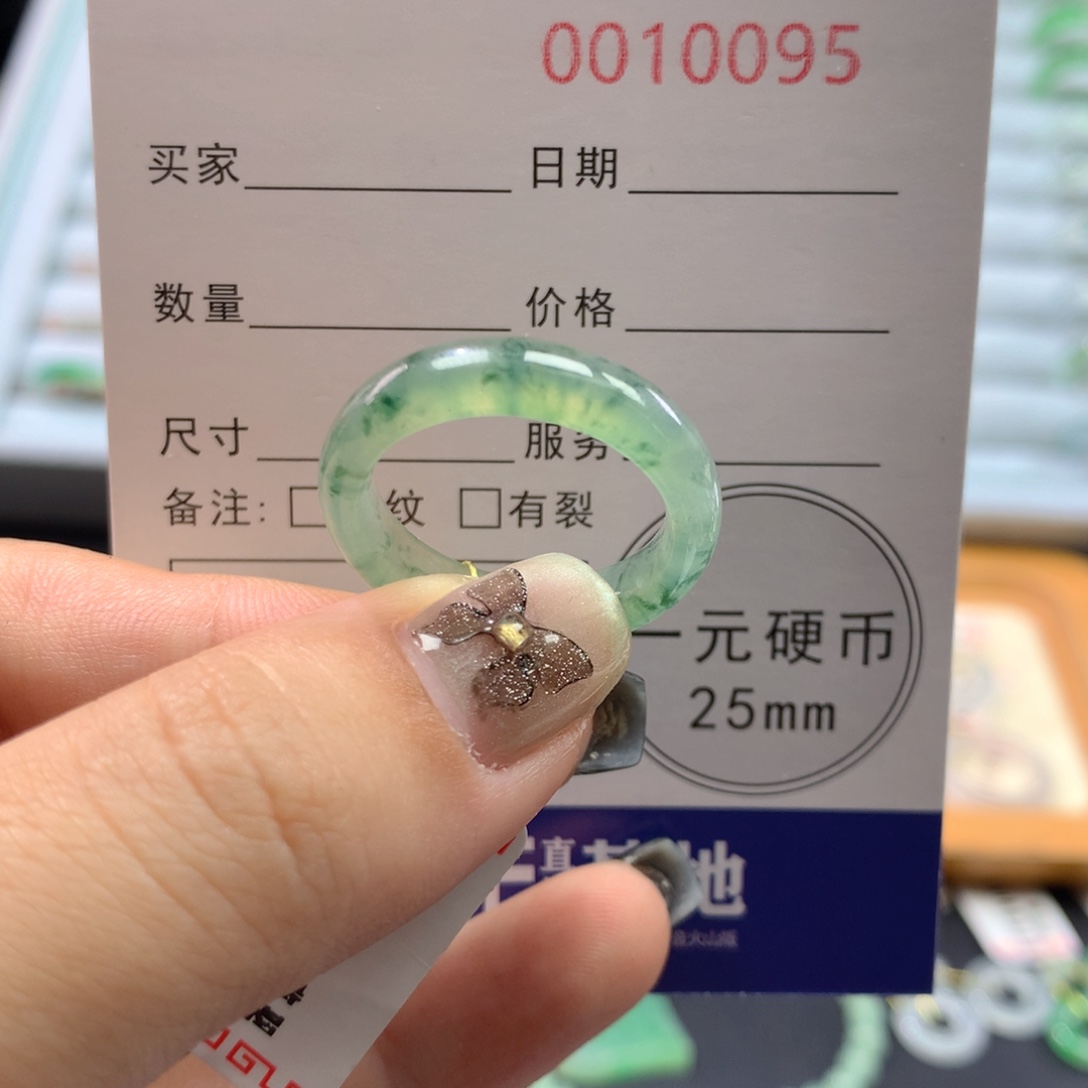 0010095
买家 日期
数量 价格
尺寸 服务
备注: □ 纹 □有裂
一元硬币
25mm
地